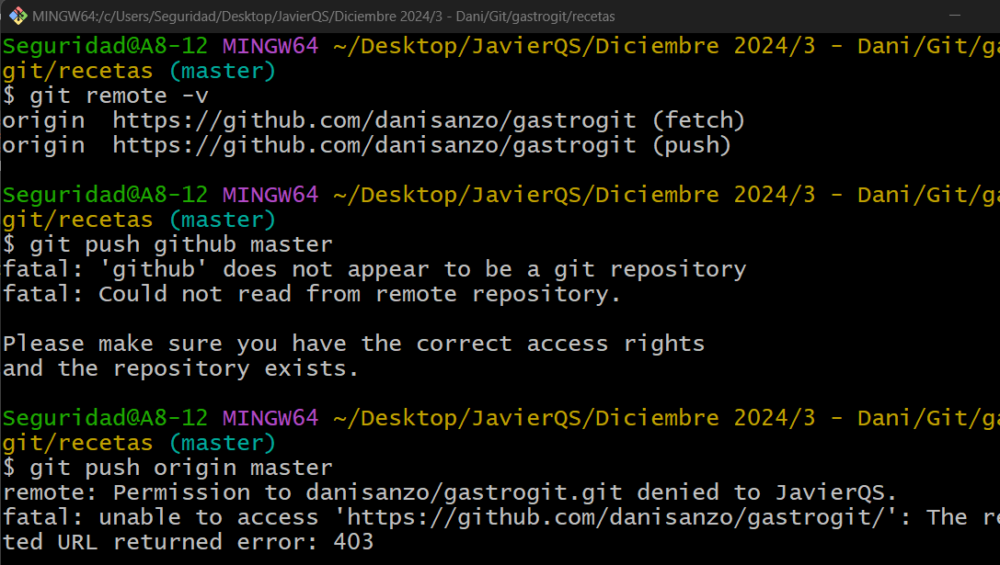 MINGW64:/c/Users/Seguridad/Desktop/JavierQS/Diciembre 2024/3 - Dani/Git/gastrogit/recetas
Seguridad@A8-12 MINGW64 ~/Desktop/JavierQS/Diciembre 2024/3 - Dani/Git/ga
git/recetas (master)
$ git remote -v
origin  https://github.com/danisanzo/gastrogit (fetch)
origin  https://github.com/danisanzo/gastrogit (push)
Seguridad@A8-12 MINGW64 ~/Desktop/JavierQS/Diciembre 2024/3 - Dani/Git/ga
git/recetas (master)
$ git push github master
fatal: 'github' does not appear to be a git repository
fatal: Could not read from remote repository.
Please make sure you have the correct access rights
and the repository exists.
Seguridad@A8-12 MINGW64 ~/Desktop/JavierQS/Diciembre 2024/3 - Dani/Git/ga
git/recetas (master)
$ git push origin master
remote: Permission to danisanzo/gastrogit.git denied to JavierQS.
fatal: unable to access 'https://github.com/danisanzo/gastrogit/': The re
ted URL returned error: 403